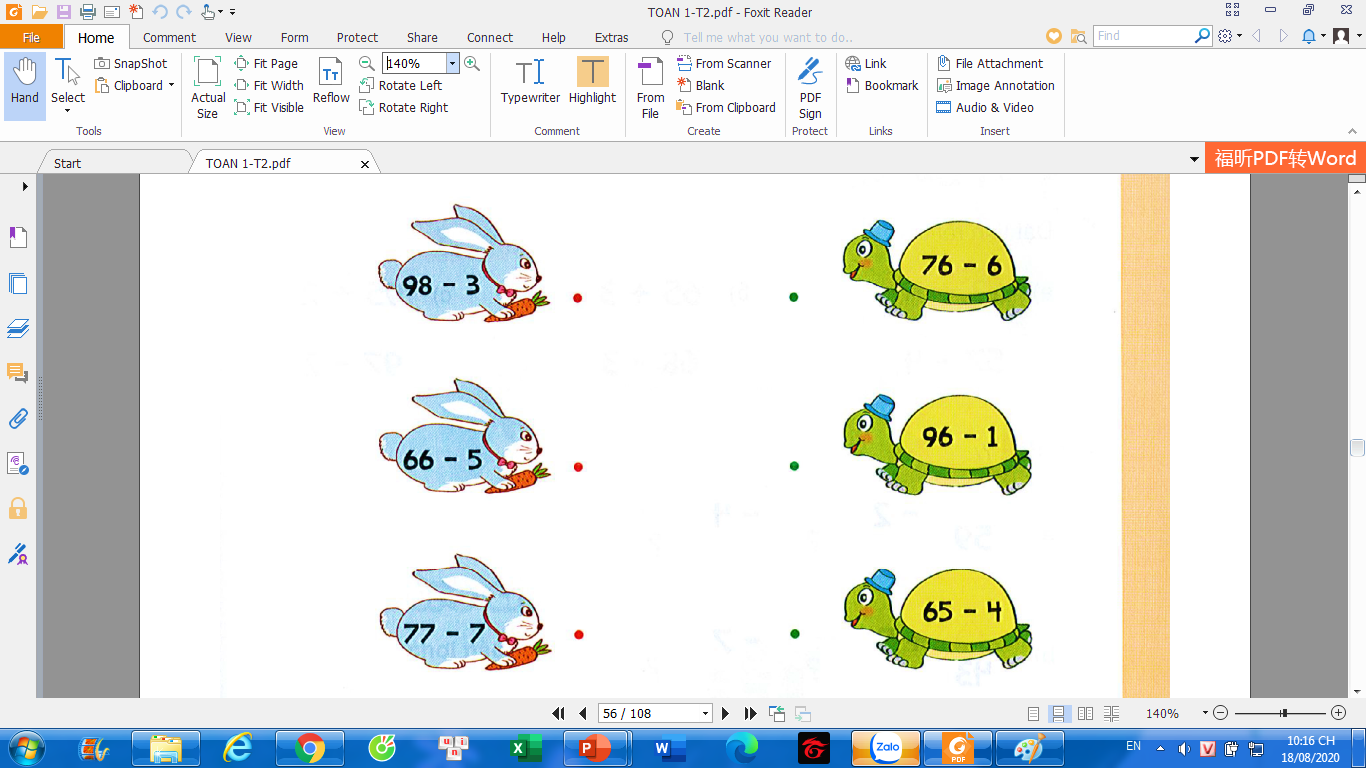 TOAN 1-T2.pdf - Foxit Reader
File Home Comment View Form Protect Share Connect Help Extras Tell me what you want to do.. Find
Hand
Select
SnapShot
Clipboard
Tools
Actual Size
Fit Page
Fit Width
Fit Visible
Reflow
140%
Rotate Left
Rotate Right
View
Typewriter
Highlight
Comment
From File
From Scanner
Blank
From Clipboard
Create
PDF Sign
Protect
Link
Bookmark
Links
File Attachment
Image Annotation
Audio & Video
Insert
Start
TOAN 1-T2.pdf
福昕PDF转Word
98 - 3
76 - 6
66 - 5
96 - 1
77 - 7
65 - 4
56 / 108
140%
Zalo
PDF
EN
10:16 CH
18/08/2020